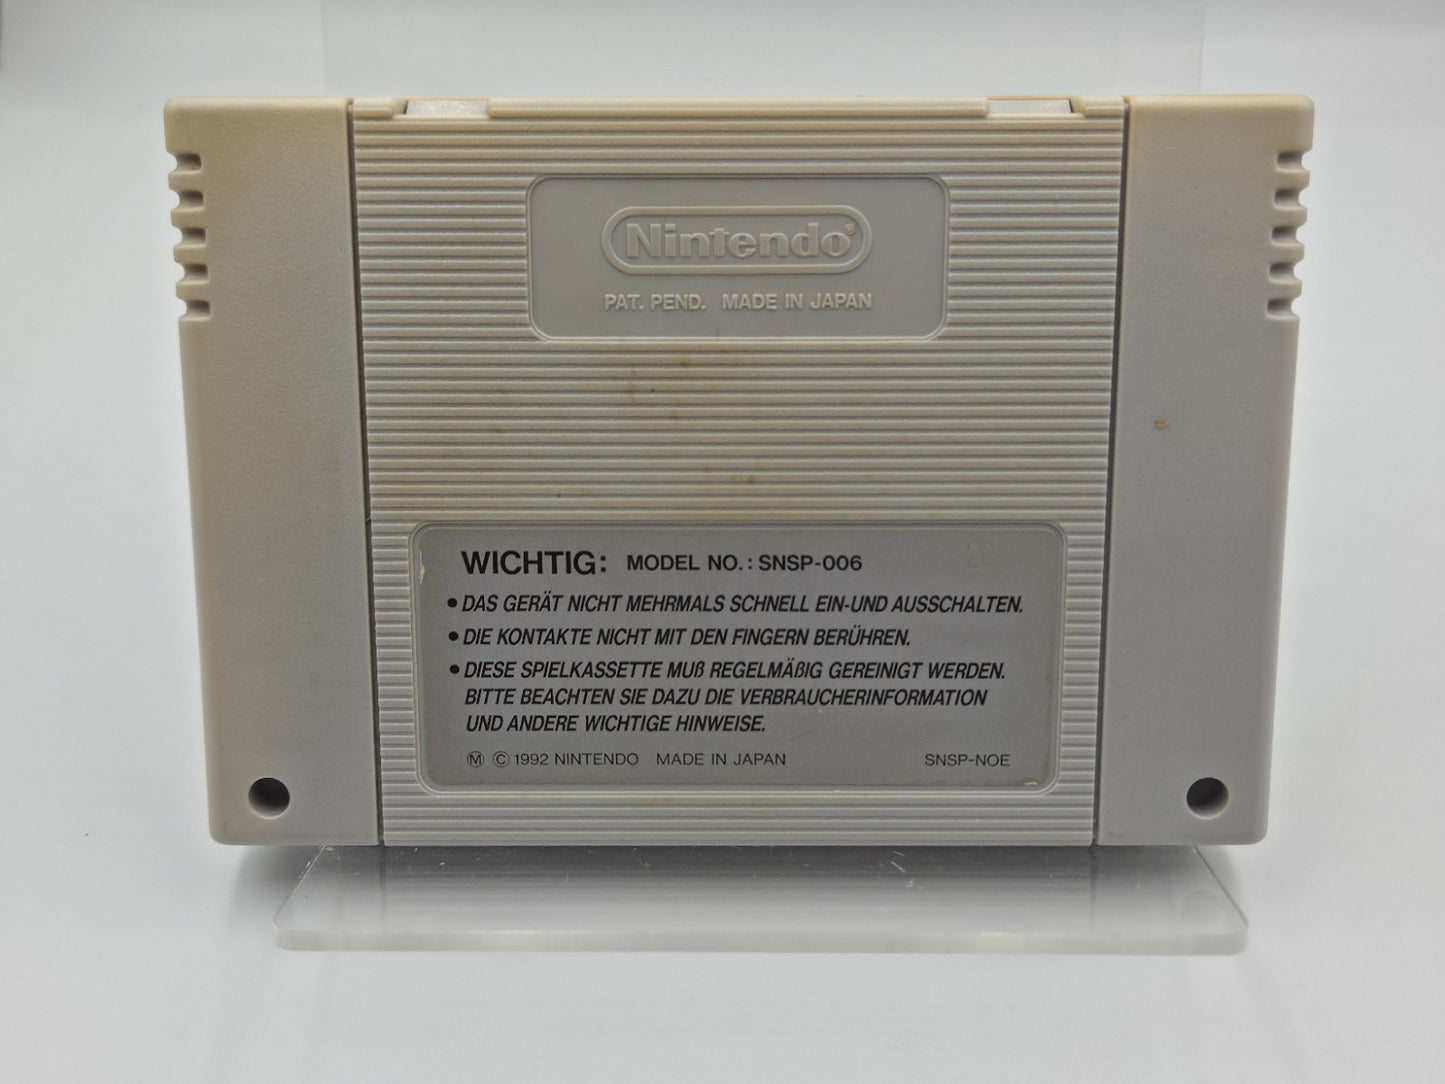 Nintendo®
PAT. PEND. MADE IN JAPAN
WICHTIG: MODEL NO.: SNSP-006
20
• DAS GERÄT NICHT MEHRMALS SCHNELL EIN-UND AUSSCHALTEN.
• DIE KONTAKTE NICHT MIT DEN FINGERN BERÜHREN.
• DIESE SPIELKASSETTE MUß REGELMÄßIG GEREINIGT WERDEN.
BITTE BEACHTEN SIE DAZU DIE VERBRAUCHERINFORMATION
UND ANDERE WICHTIGE HINWEISE.
Ⓜ © 1992 NINTENDO MADE IN JAPAN SNSP-NOE